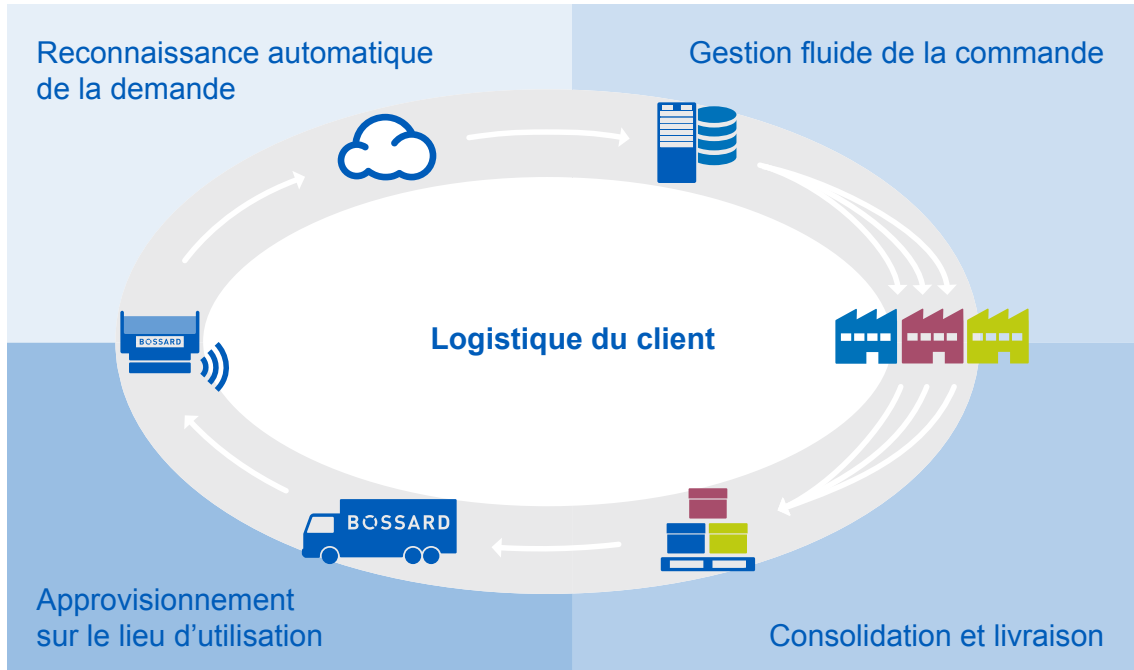 Reconnaissance automatique
de la demande
Gestion fluide de la commande
BOSSARD
Logistique du client
BOSSARD
Approvisionnement
sur le lieu d’utilisation
Consolidation et livraison